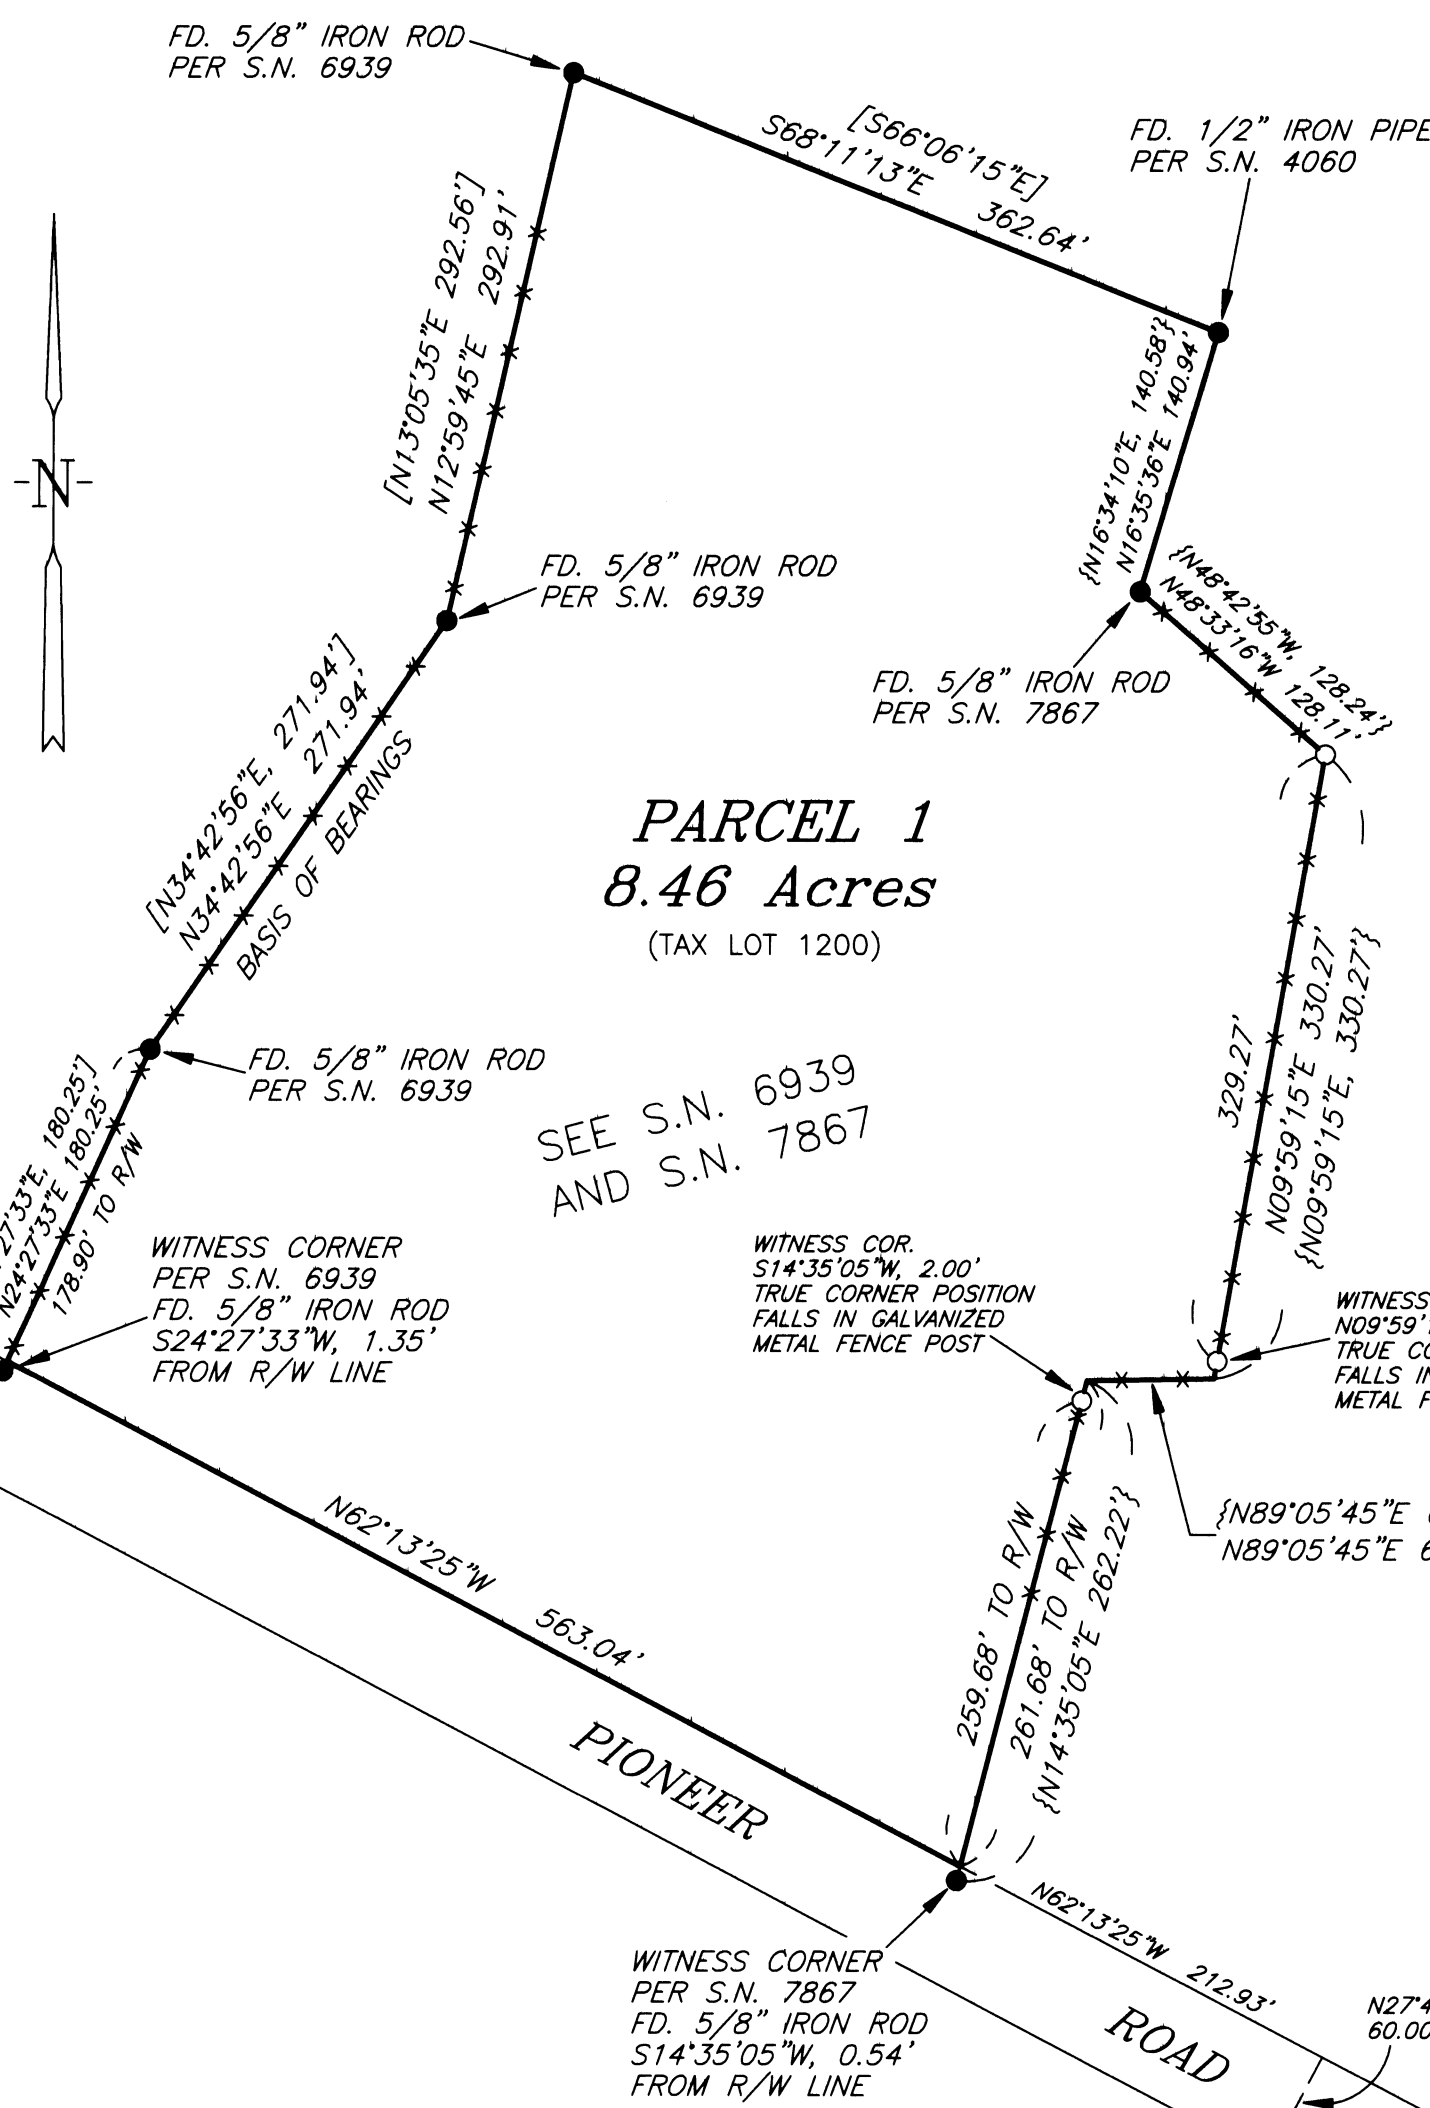 FD. 5/8" IRON ROD
PER S.N. 6939
[S66°06'15"E]
S68°11'13"E 362.64'
FD. 1/2" IRON PIPE
PER S.N. 4060
[N13°05'35"E 292.56']
N12°59'45"E 292.91'
{N16°34'10"E, 140.58'}
N16°35'36"E 140.94'
-N-
FD. 5/8" IRON ROD
PER S.N. 6939
{N48°42'55"W, 128.24'}
N48°33'16"W 128.11'
FD. 5/8" IRON ROD
PER S.N. 7867
[N34°42'56"E, 271.94']
N34°42'56"E 271.94'
BASIS OF BEARINGS
PARCEL 1
8.46 Acres
(TAX LOT 1200)
329.27'
N09°59'15"E 330.27'
{N09°59'15"E, 330.27'}
FD. 5/8" IRON ROD
PER S.N. 6939
27'33"E, 180.25']
N24°27'33"E 180.25'
178.90' TO R/W
SEE S.N. 6939
AND S.N. 7867
WITNESS CORNER
PER S.N. 6939
FD. 5/8" IRON ROD
S24°27'33"W, 1.35'
FROM R/W LINE
WITNESS COR.
S14°35'05"W, 2.00'
TRUE CORNER POSITION
FALLS IN GALVANIZED
METAL FENCE POST
WITNESS
N09°59'
TRUE
FALLS
METAL
{N89°05'45"E
N89°05'45"E 6
N62°13'25"W 563.04'
259.68' TO R/W
261.68' TO R/W
{N14°35'05"E 262.22'}
PIONEER
ROAD
N62°13'25"W 212.93'
WITNESS CORNER
PER S.N. 7867
FD. 5/8" IRON ROD
S14°35'05"W, 0.54'
FROM R/W LINE
N27°4
60.00